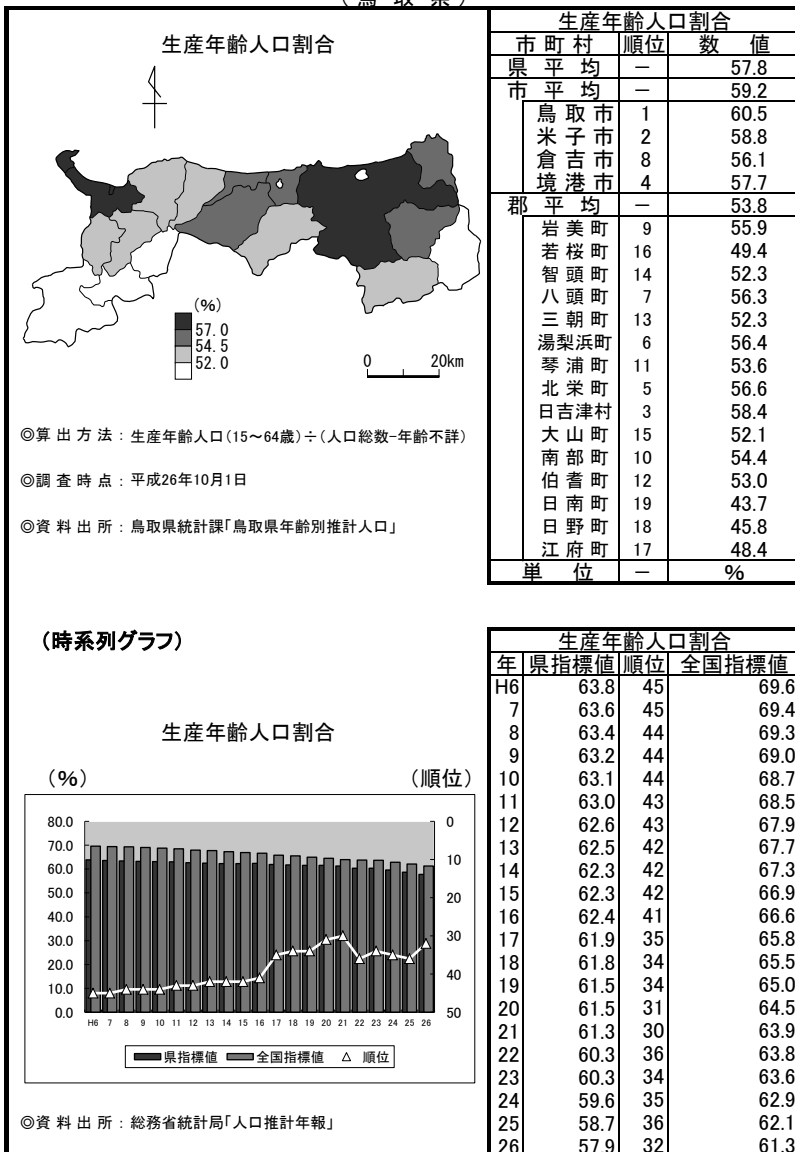 (鳥 取 県)
生産年齢人口割合
(%)
57.0
54.5
52.0
0 20km
◎算 出 方 法 : 生産年齢人口(15～64歳)÷(人口総数-年齢不詳)
◎調 査 時 点 : 平成26年10月1日
◎資 料 出 所 : 鳥取県統計課「鳥取県年齢別推計人口」
生産年齢人口割合
市 町 村 順位 数 値
県 平 均 － 57.8
市 平 均 － 59.2
鳥 取 市 1 60.5
米 子 市 2 58.8
倉 吉 市 8 56.1
境 港 市 4 57.7
郡 平 均 － 53.8
岩 美 町 9 55.9
若 桜 町 16 49.4
智 頭 町 14 52.3
八 頭 町 7 56.3
三 朝 町 13 52.3
湯梨浜町 6 56.4
琴 浦 町 11 53.6
北 栄 町 5 56.6
日吉津村 3 58.4
大 山 町 15 52.1
南 部 町 10 54.4
伯 耆 町 12 53.0
日 南 町 19 43.7
日 野 町 18 45.8
江 府 町 17 48.4
単 位 － %
(時系列グラフ)
生産年齢人口割合
(%) (順位)
80.0 0
70.0
60.0 10
50.0
20
40.0
30.0 30
20.0
40
10.0
0.0 50
H6 7 8 9 10 11 12 13 14 15 16 17 18 19 20 21 22 23 24 25 26
県指標値 全国指標値 順位
◎資 料 出 所 : 総務省統計局「人口推計年報」
生産年齢人口割合
年 県指標値 順位 全国指標値
H6 63.8 45 69.6
7 63.6 45 69.4
8 63.4 44 69.3
9 63.2 44 69.0
10 63.1 44 68.7
11 63.0 43 68.5
12 62.6 43 67.9
13 62.5 42 67.7
14 62.3 42 67.3
15 62.3 42 66.9
16 62.4 41 66.6
17 61.9 35 65.8
18 61.8 34 65.5
19 61.5 34 65.0
20 61.5 31 64.5
21 61.3 30 63.9
22 60.3 36 63.8
23 60.3 34 63.6
24 59.6 35 62.9
25 58.7 36 62.1
26 57.9 32 61.3